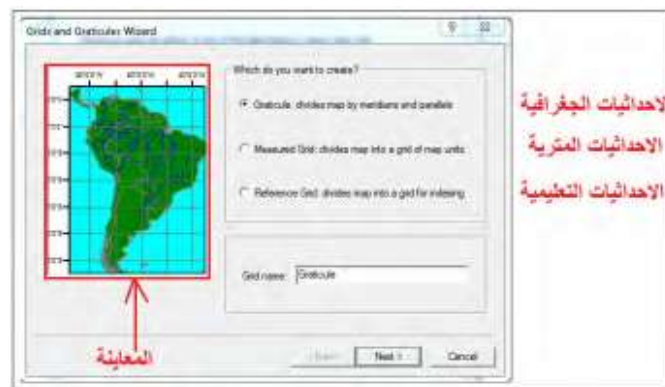 Grids and Graticules Wizard
Which do you want to create?
Graticule: divides map by meridians and parallels
Measured Grid: divides map into a grid of map units
Reference Grid: divides map into a grid for indexing
Grid name: Graticule
Next >
Cancel
لاحداثيات الجغرافية
الاحداثيات المترية
الاحداثيات التعليمية
المعاينة